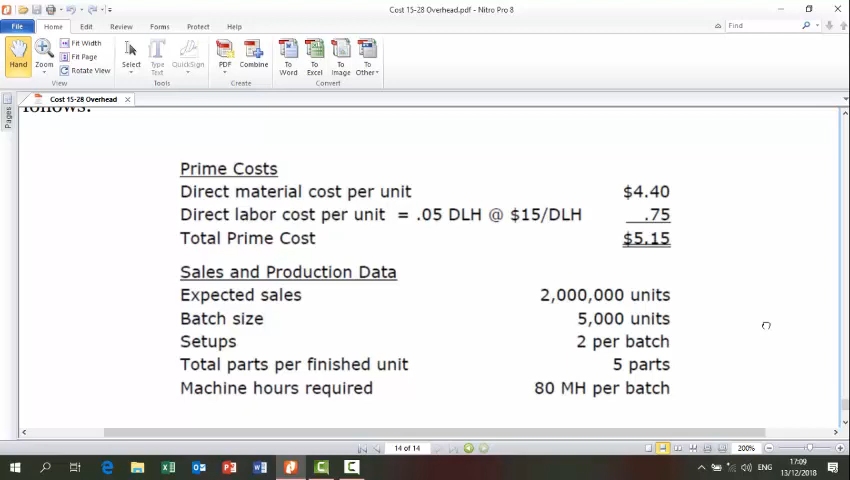 Cost 15-28 Overhead.pdf - Nitro Pro 8
File Home Edit Review Forms Protect Help
Find
Hand
Zoom
Fit Width
Fit Page
Rotate View
View
Select
Type Text
QuickSign
Tools
PDF
Combine
Create
To Word
To Excel
To Image
To Other
Convert
Cost 15-28 Overhead
Pages
follows:
Prime Costs
Direct material cost per unit $4.40
Direct labor cost per unit = .05 DLH @ $15/DLH .75
Total Prime Cost $5.15
Sales and Production Data
Expected sales 2,000,000 units
Batch size 5,000 units
Setups 2 per batch
Total parts per finished unit 5 parts
Machine hours required 80 MH per batch
14 of 14
200%
ENG
17:09
13/12/2018